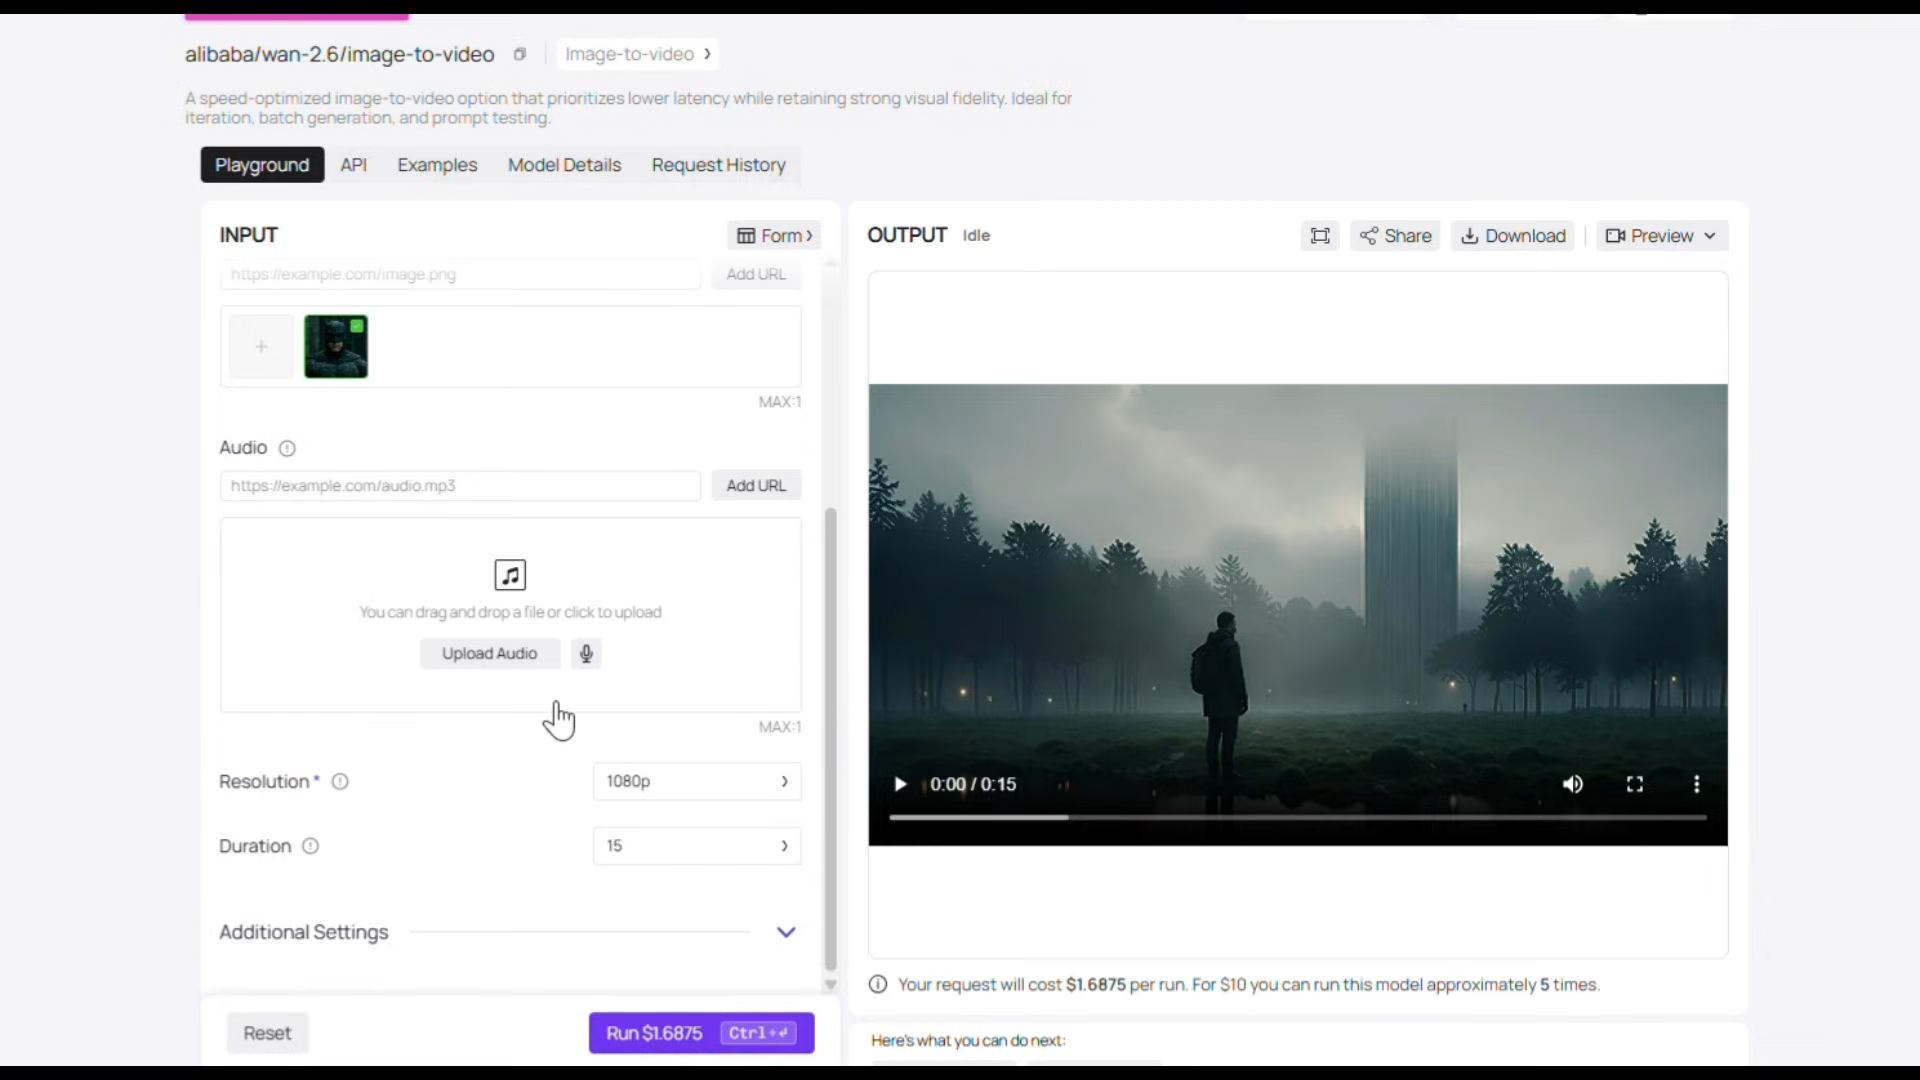 alibaba/wan-2.6/image-to-video
Image-to-video
A speed-optimized image-to-video option that prioritizes lower latency while retaining strong visual fidelity. Ideal for
iteration, batch generation, and prompt testing.
Playground
API
Examples
Model Details
Request History
INPUT
Form
https://example.com/image.png
Add URL
MAX:1
Audio
https://example.com/audio.mp3
Add URL
You can drag and drop a file or click to upload
Upload Audio
MAX:1
Resolution *
1080p
Duration
15
Additional Settings
Reset
Run $1.6875
Ctrl+↵
OUTPUT
Idle
Share
Download
Preview
0:00 / 0:15
Your request will cost $1.6875 per run. For $10 you can run this model approximately 5 times.
Here's what you can do next: